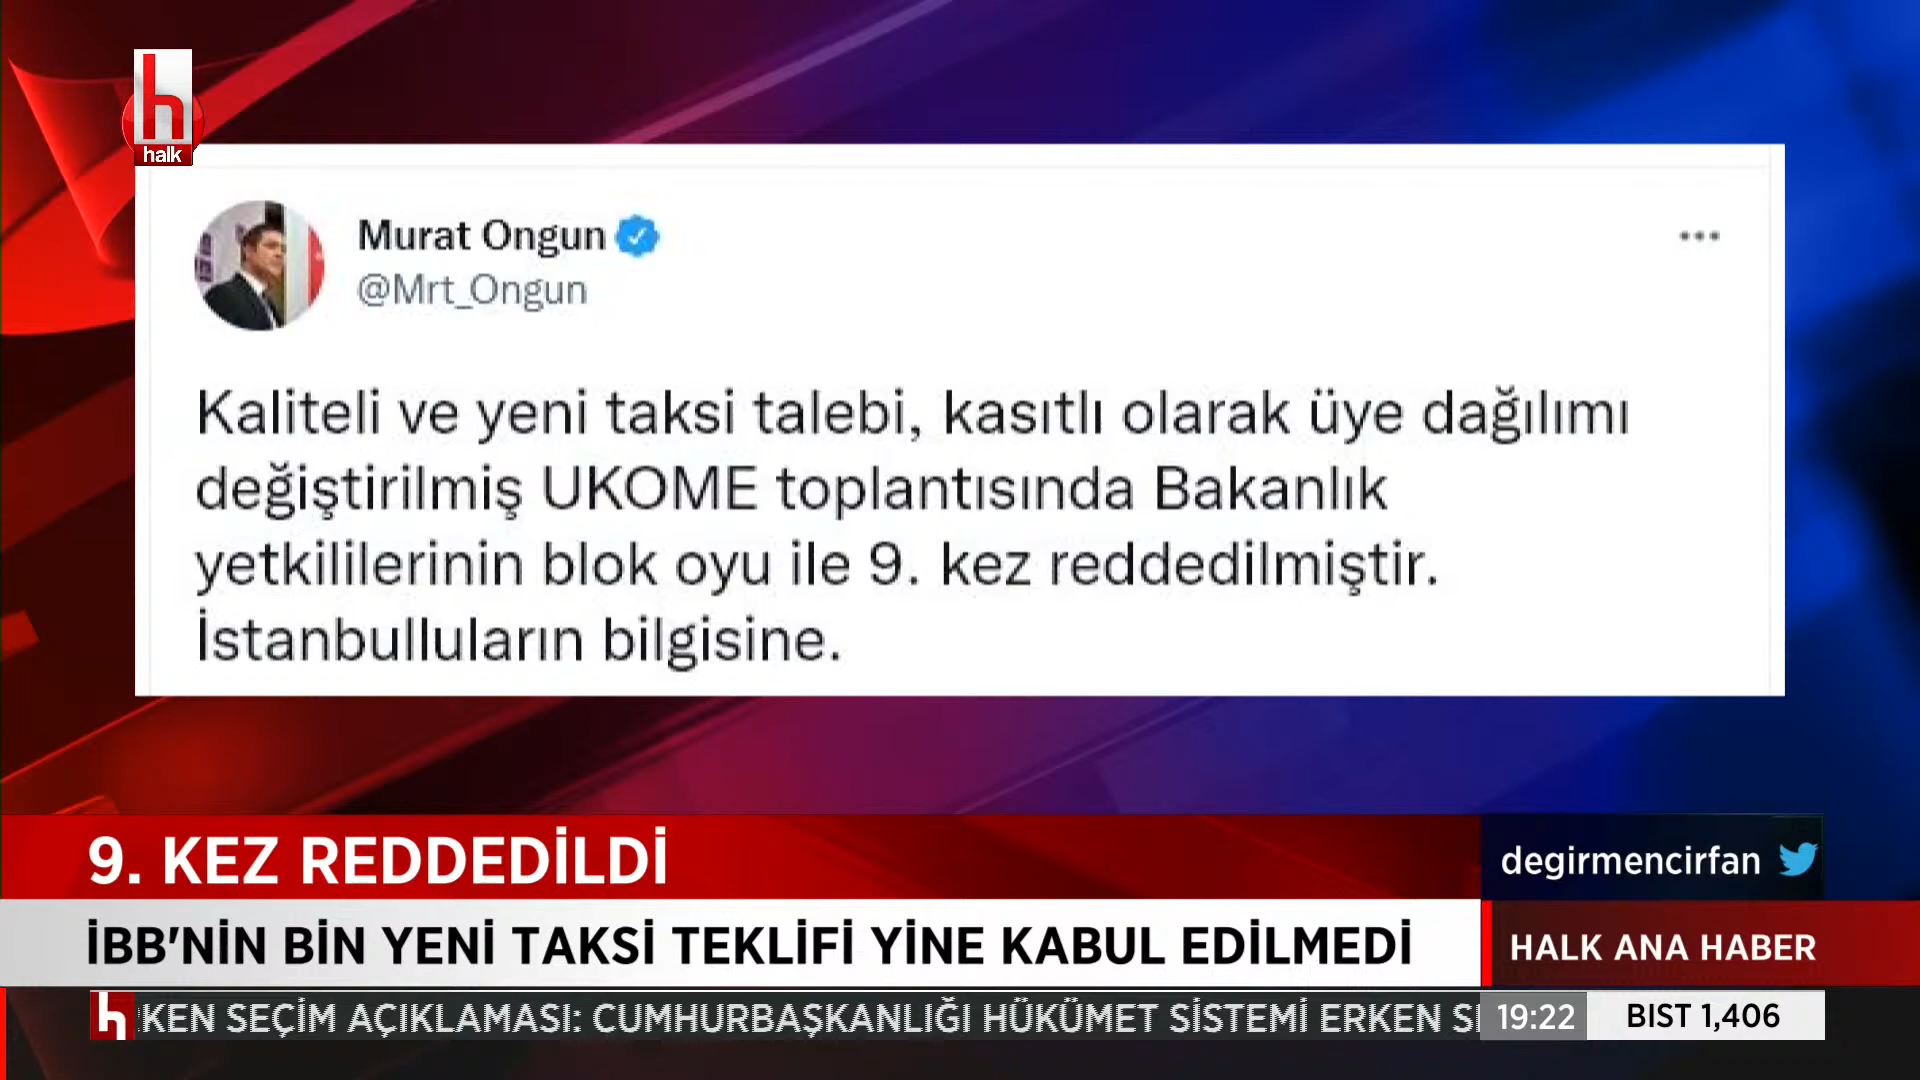 h
halk
Murat Ongun
@Mrt_Ongun
Kaliteli ve yeni taksi talebi, kasıtlı olarak üye dağılımı
değiştirilmiş UKOME toplantısında Bakanlık
yetkililerinin blok oyu ile 9. kez reddedilmiştir.
İstanbulluların bilgisine.
9. KEZ REDDEDİLDİ
degirmencirfan
İBB'NİN BİN YENİ TAKSİ TEKLİFİ YİNE KABUL EDİLMEDİ
HALK ANA HABER
h KEN SEÇİM AÇIKLAMASI: CUMHURBAŞKANLIĞI HÜKÜMET SİSTEMİ ERKEN S
19:22
BIST 1,406